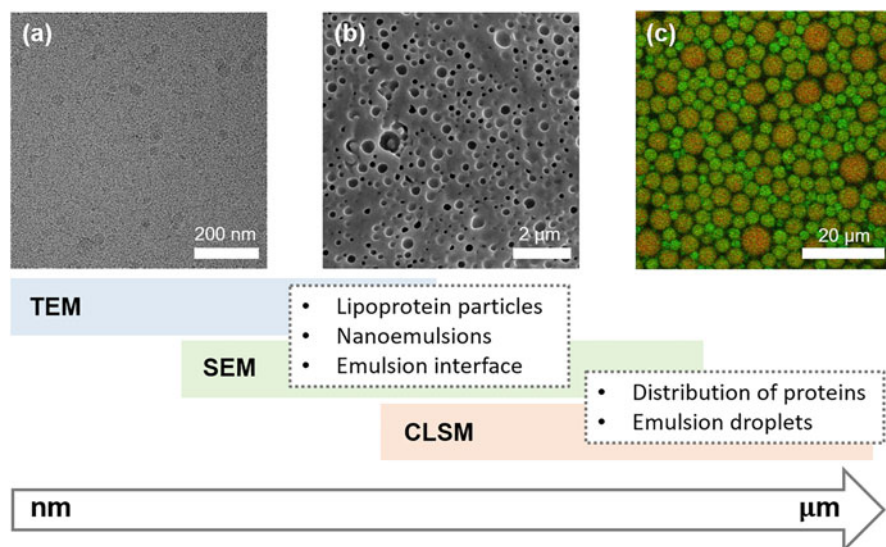 (a)
(b)
(c)
200 nm
2 μm
20 μm
TEM
• Lipoprotein particles
• Nanoemulsions
• Emulsion interface
SEM
• Distribution of proteins
• Emulsion droplets
CLSM
nm
μm